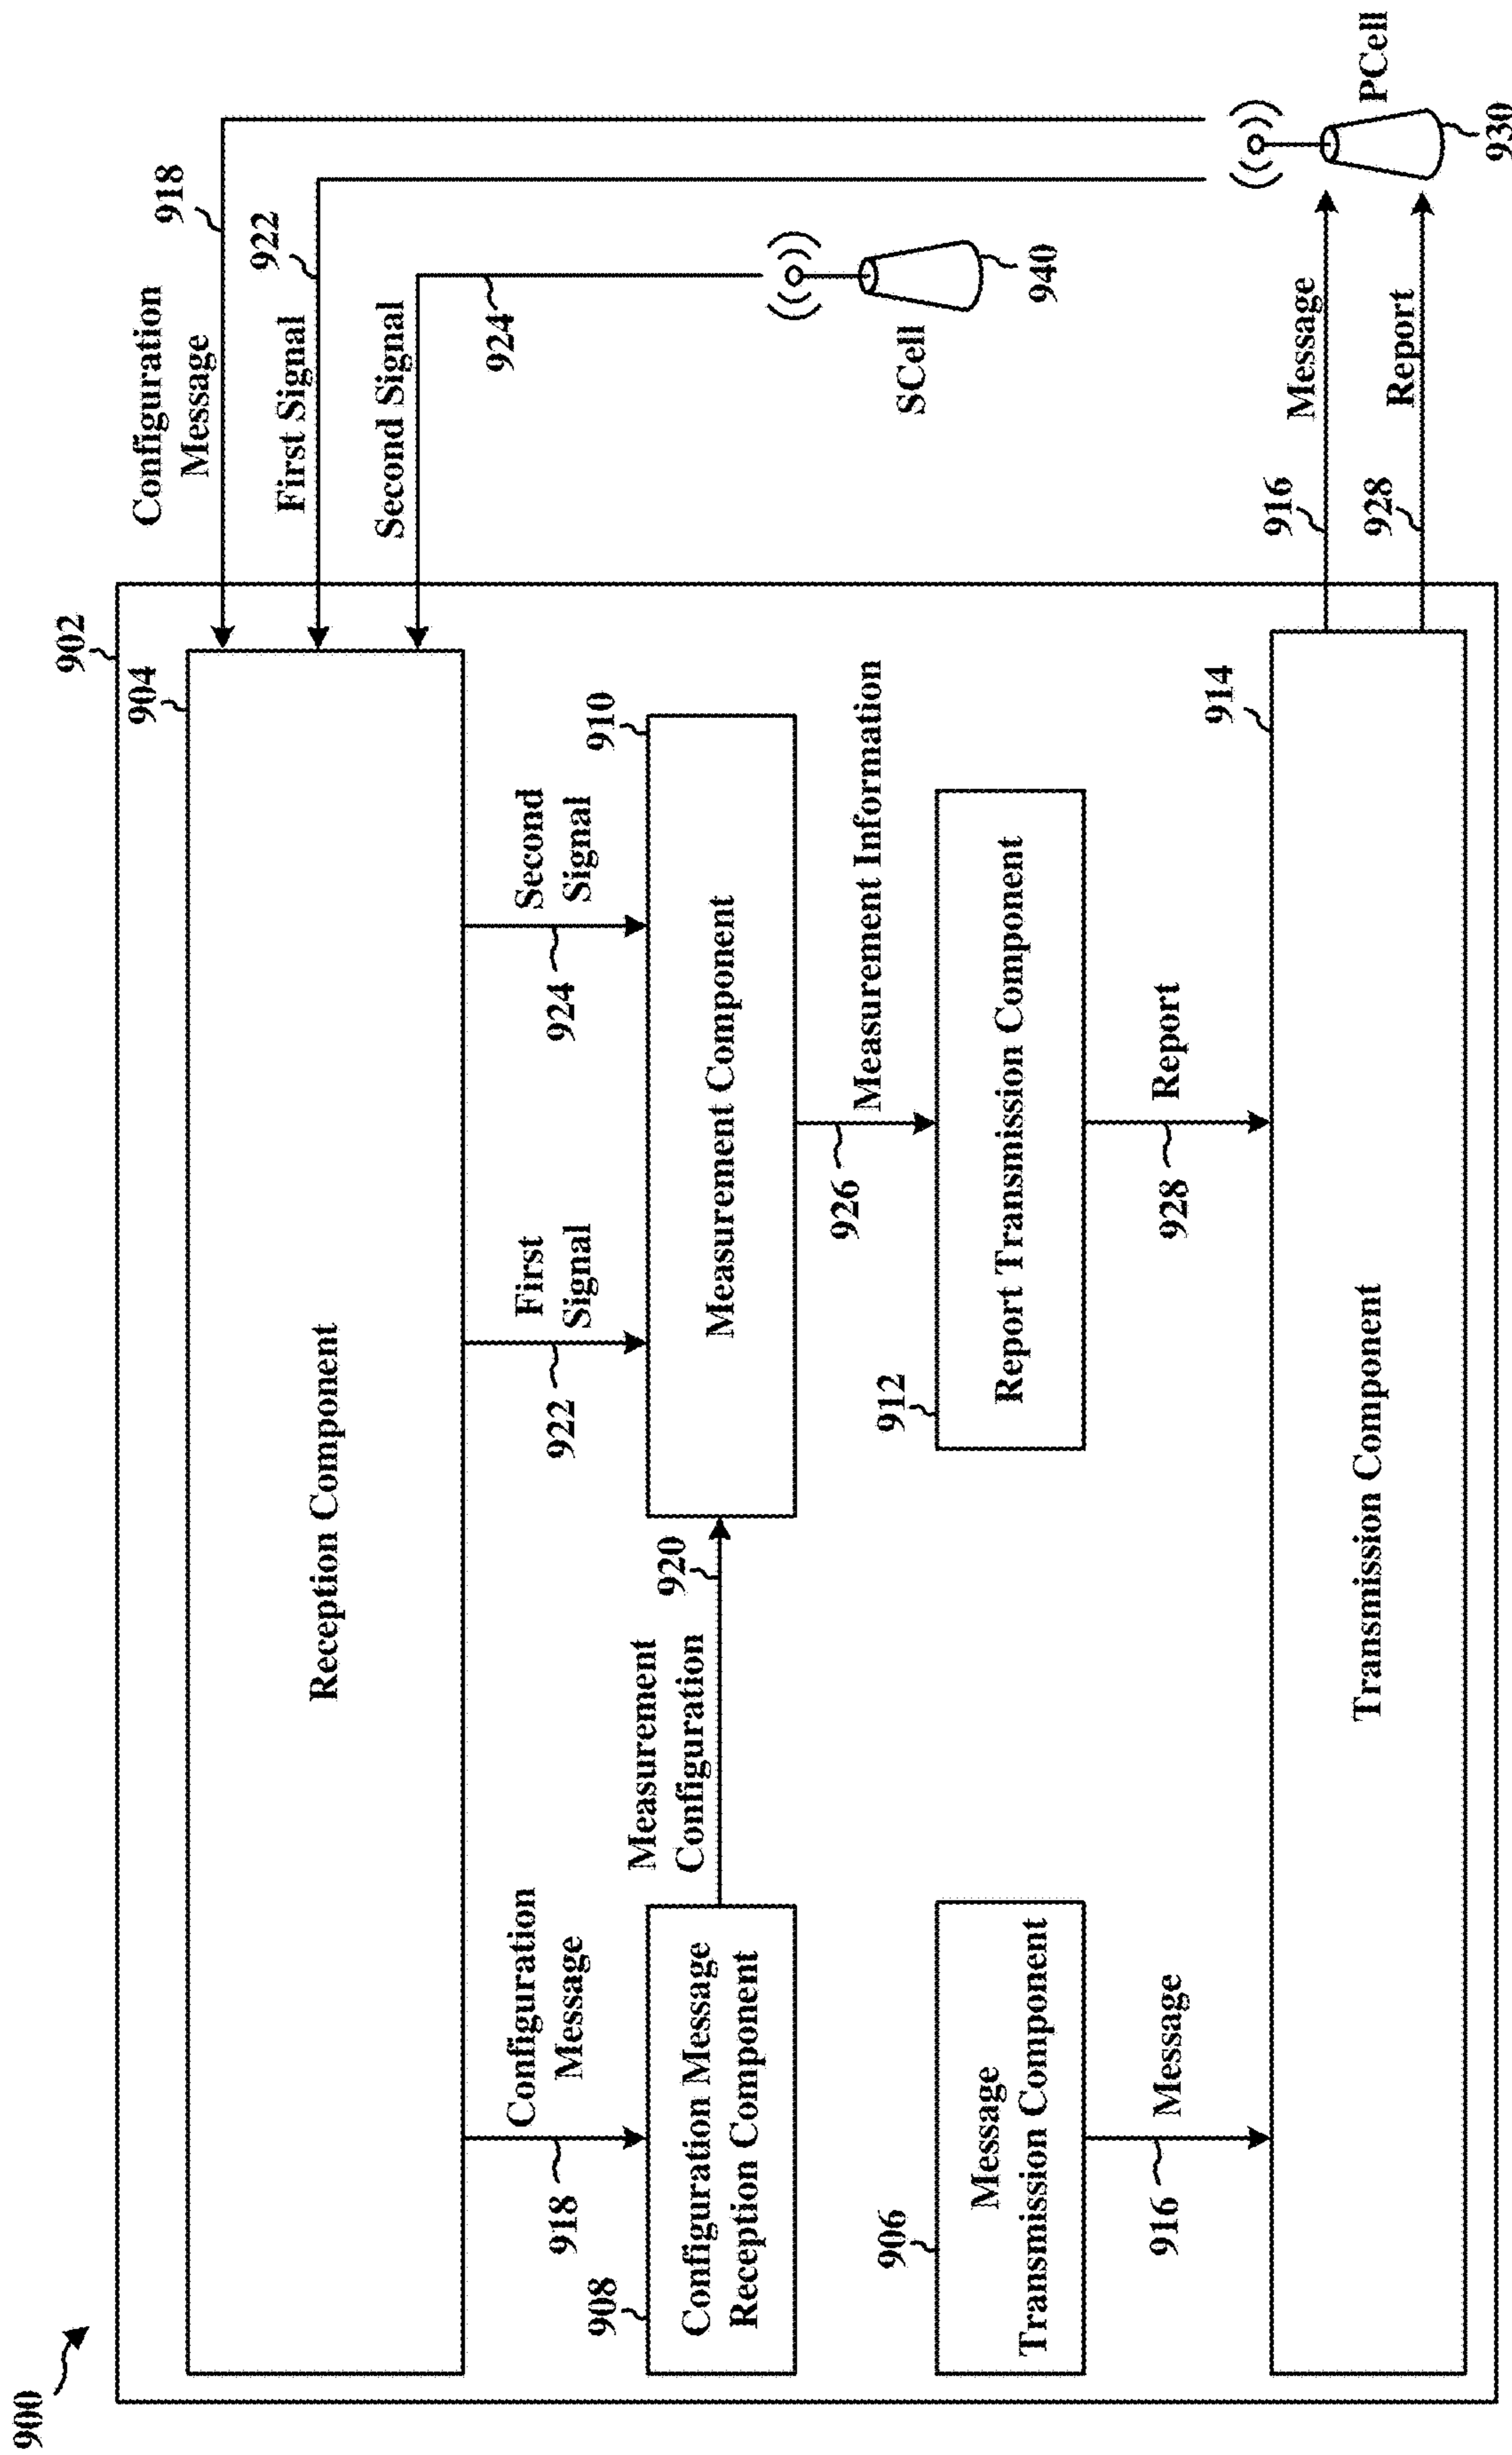 900
902
904
Reception Component
Configuration
Message
918
First Signal
922
Second Signal
924
SCell
940
PCell
930
Configuration
Message
918
First
Signal
922
Second
Signal
924
908
Configuration Message
Reception Component
Measurement
Configuration
920
910
Measurement Component
926
Measurement Information
906
Message
Transmission Component
912
Report Transmission Component
Message
916
Report
928
914
Transmission Component
916
Message
928
Report